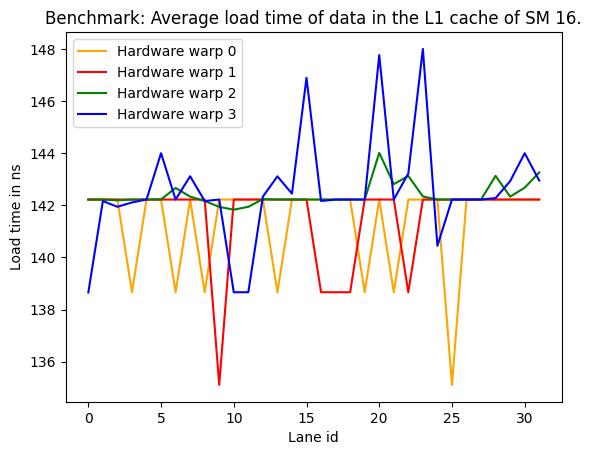 Benchmark: Average load time of data in the L1 cache of SM 16.
Hardware warp 0
Hardware warp 1
Hardware warp 2
Hardware warp 3
148
146
144
142
140
138
136
Load time in ns
0 5 10 15 20 25 30
Lane id